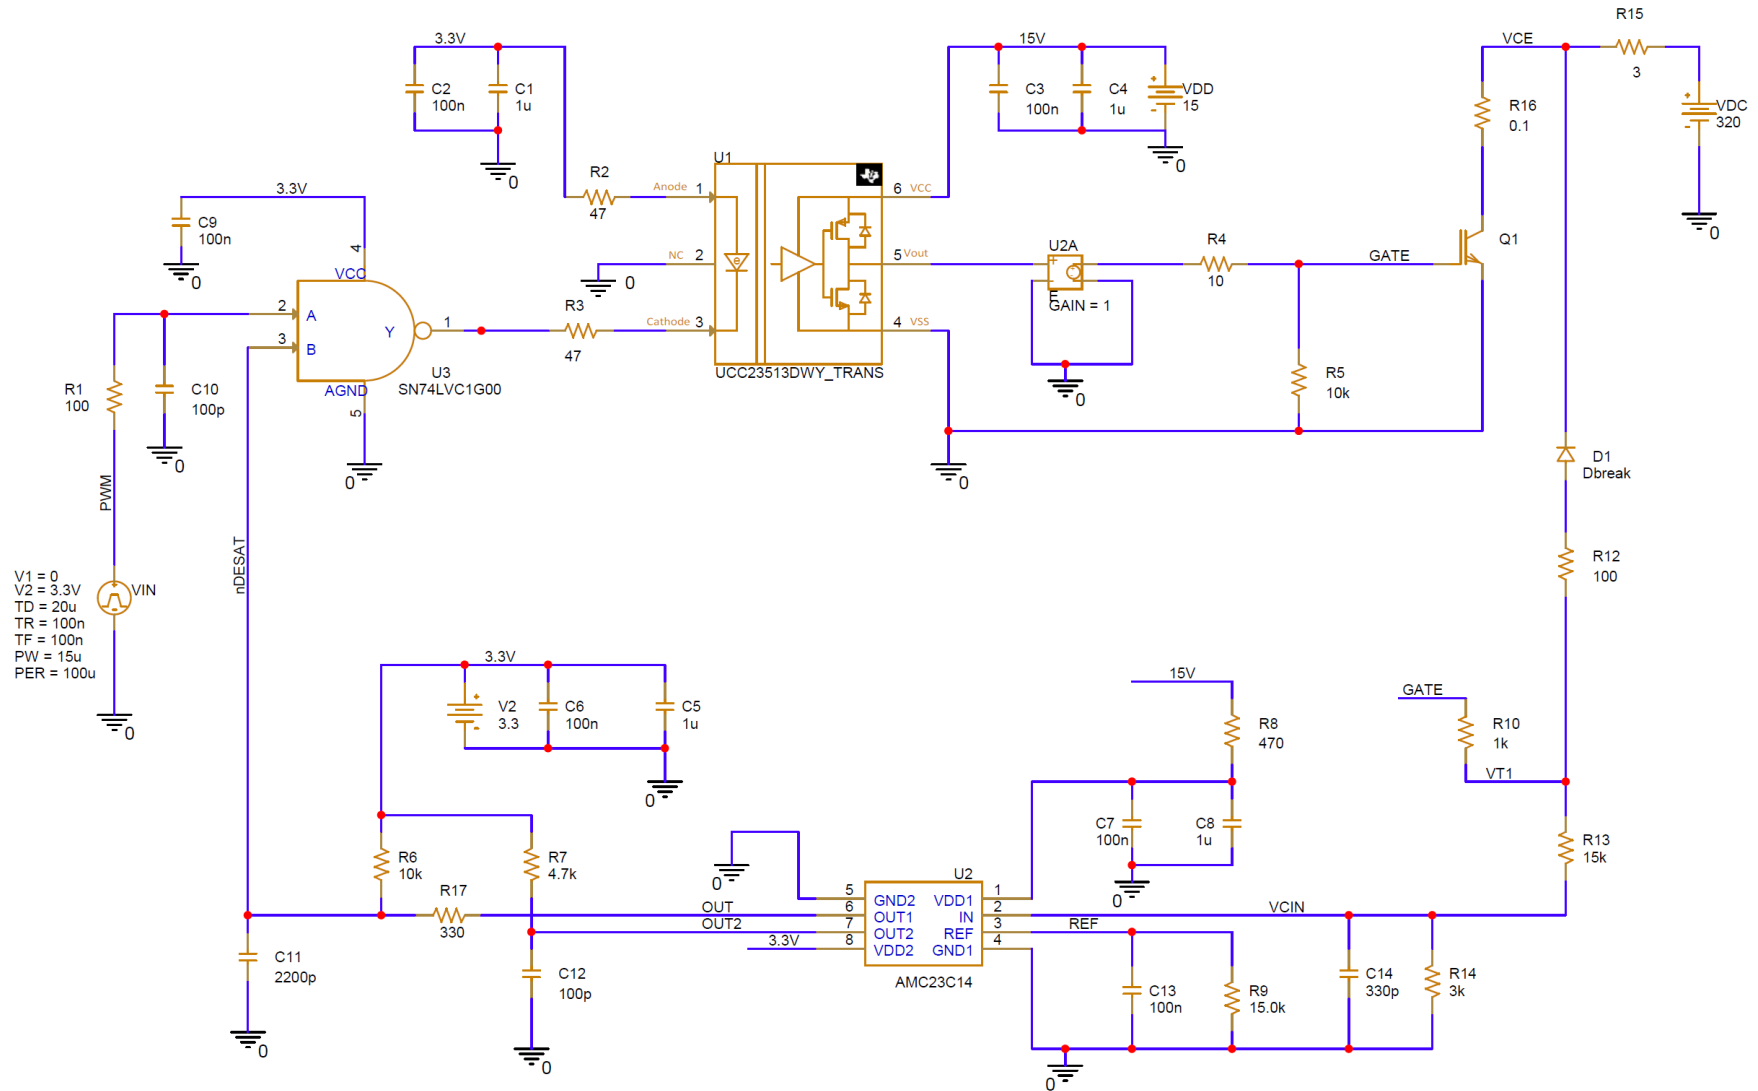 R15
3
VCE
VDC
320
0
R16
0.1
Q1
3.3V
C2
100n
C1
1u
0
15V
C3
100n
C4
1u
VDD
15
0
U1
R2
47
Anode
1
NC
2
0
R3
47
Cathode
3
e
6
VCC
5
Vout
4
VSS
UCC23513DWY_TRANS
U2A
E
GAIN = 1
0
R4
10
GATE
R5
10k
0
3.3V
C9
100n
0
4
VCC
2
A
3
B
Y
1
AGND
5
U3
SN74LVC1G00
0
R1
100
C10
100p
0
PWM
nDESAT
V1 = 0
V2 = 3.3V
TD = 20u
TR = 100n
TF = 100n
PW = 15u
PER = 100u
VIN
0
D1
Dbreak
R12
100
3.3V
V2
3.3
C6
100n
C5
1u
0
15V
R8
470
GATE
R10
1k
VT1
R13
15k
C7
100n
C8
1u
0
R6
10k
R7
4.7k
R17
330
0
OUT
OUT2
3.3V
U2
5
GND2
VDD1
1
6
OUT1
IN
2
7
OUT2
REF
3
8
VDD2
GND1
4
AMC23C14
VCIN
REF
C11
2200p
0
C12
100p
0
C13
100n
R9
15.0k
C14
330p
R14
3k
0